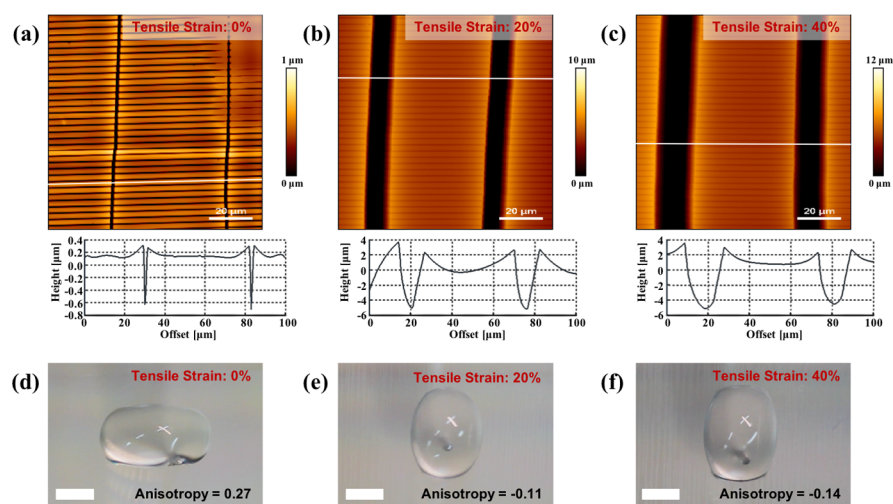 (a)
Tensile Strain: 0%
1 μm
0 μm
20 μm
(b)
Tensile Strain: 20%
10 μm
0 μm
20 μm
(c)
Tensile Strain: 40%
12 μm
0 μm
20 μm
Height [μm]
0.4
0.2
0.0
-0.2
-0.4
-0.6
-0.8
0 20 40 60 80 100
Offset [μm]
Height [μm]
4
2
0
-2
-4
-6
0 20 40 60 80 100
Offset [μm]
Height [μm]
4
2
0
-2
-4
-6
0 20 40 60 80 100
Offset [μm]
(d)
Tensile Strain: 0%
Anisotropy = 0.27
(e)
Tensile Strain: 20%
Anisotropy = -0.11
(f)
Tensile Strain: 40%
Anisotropy = -0.14